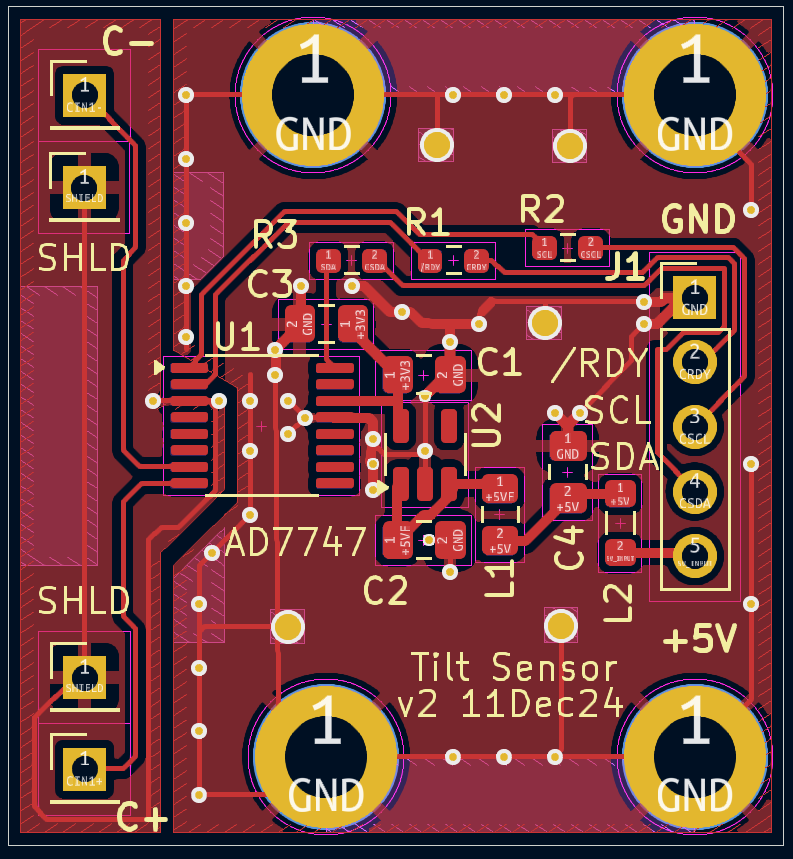 C-
1
CIN1-
1
SHIELD
SHLD
1
GND
1
GND
GND
R3
R1
R2
J1
1
SDA
2
CSDA
1
/RDY
2
CRDY
1
SCL
2
CSCL
1
GND
C3
2
GND
1
+3V3
U1
C1
1
+3V3
2
GND
/RDY
2
CRDY
SCL
3
CSCL
SDA
4
CSDA
5
U2
1
GND
2
+5V
C4
1
+5VF
2
+5V
L1
1
+5V
2
L2
AD7747
1
+5VF
2
GND
C2
+5V
SHLD
1
SHIELD
1
CIN1+
C+
Tilt Sensor
v2 11Dec24
1
GND
1
GND